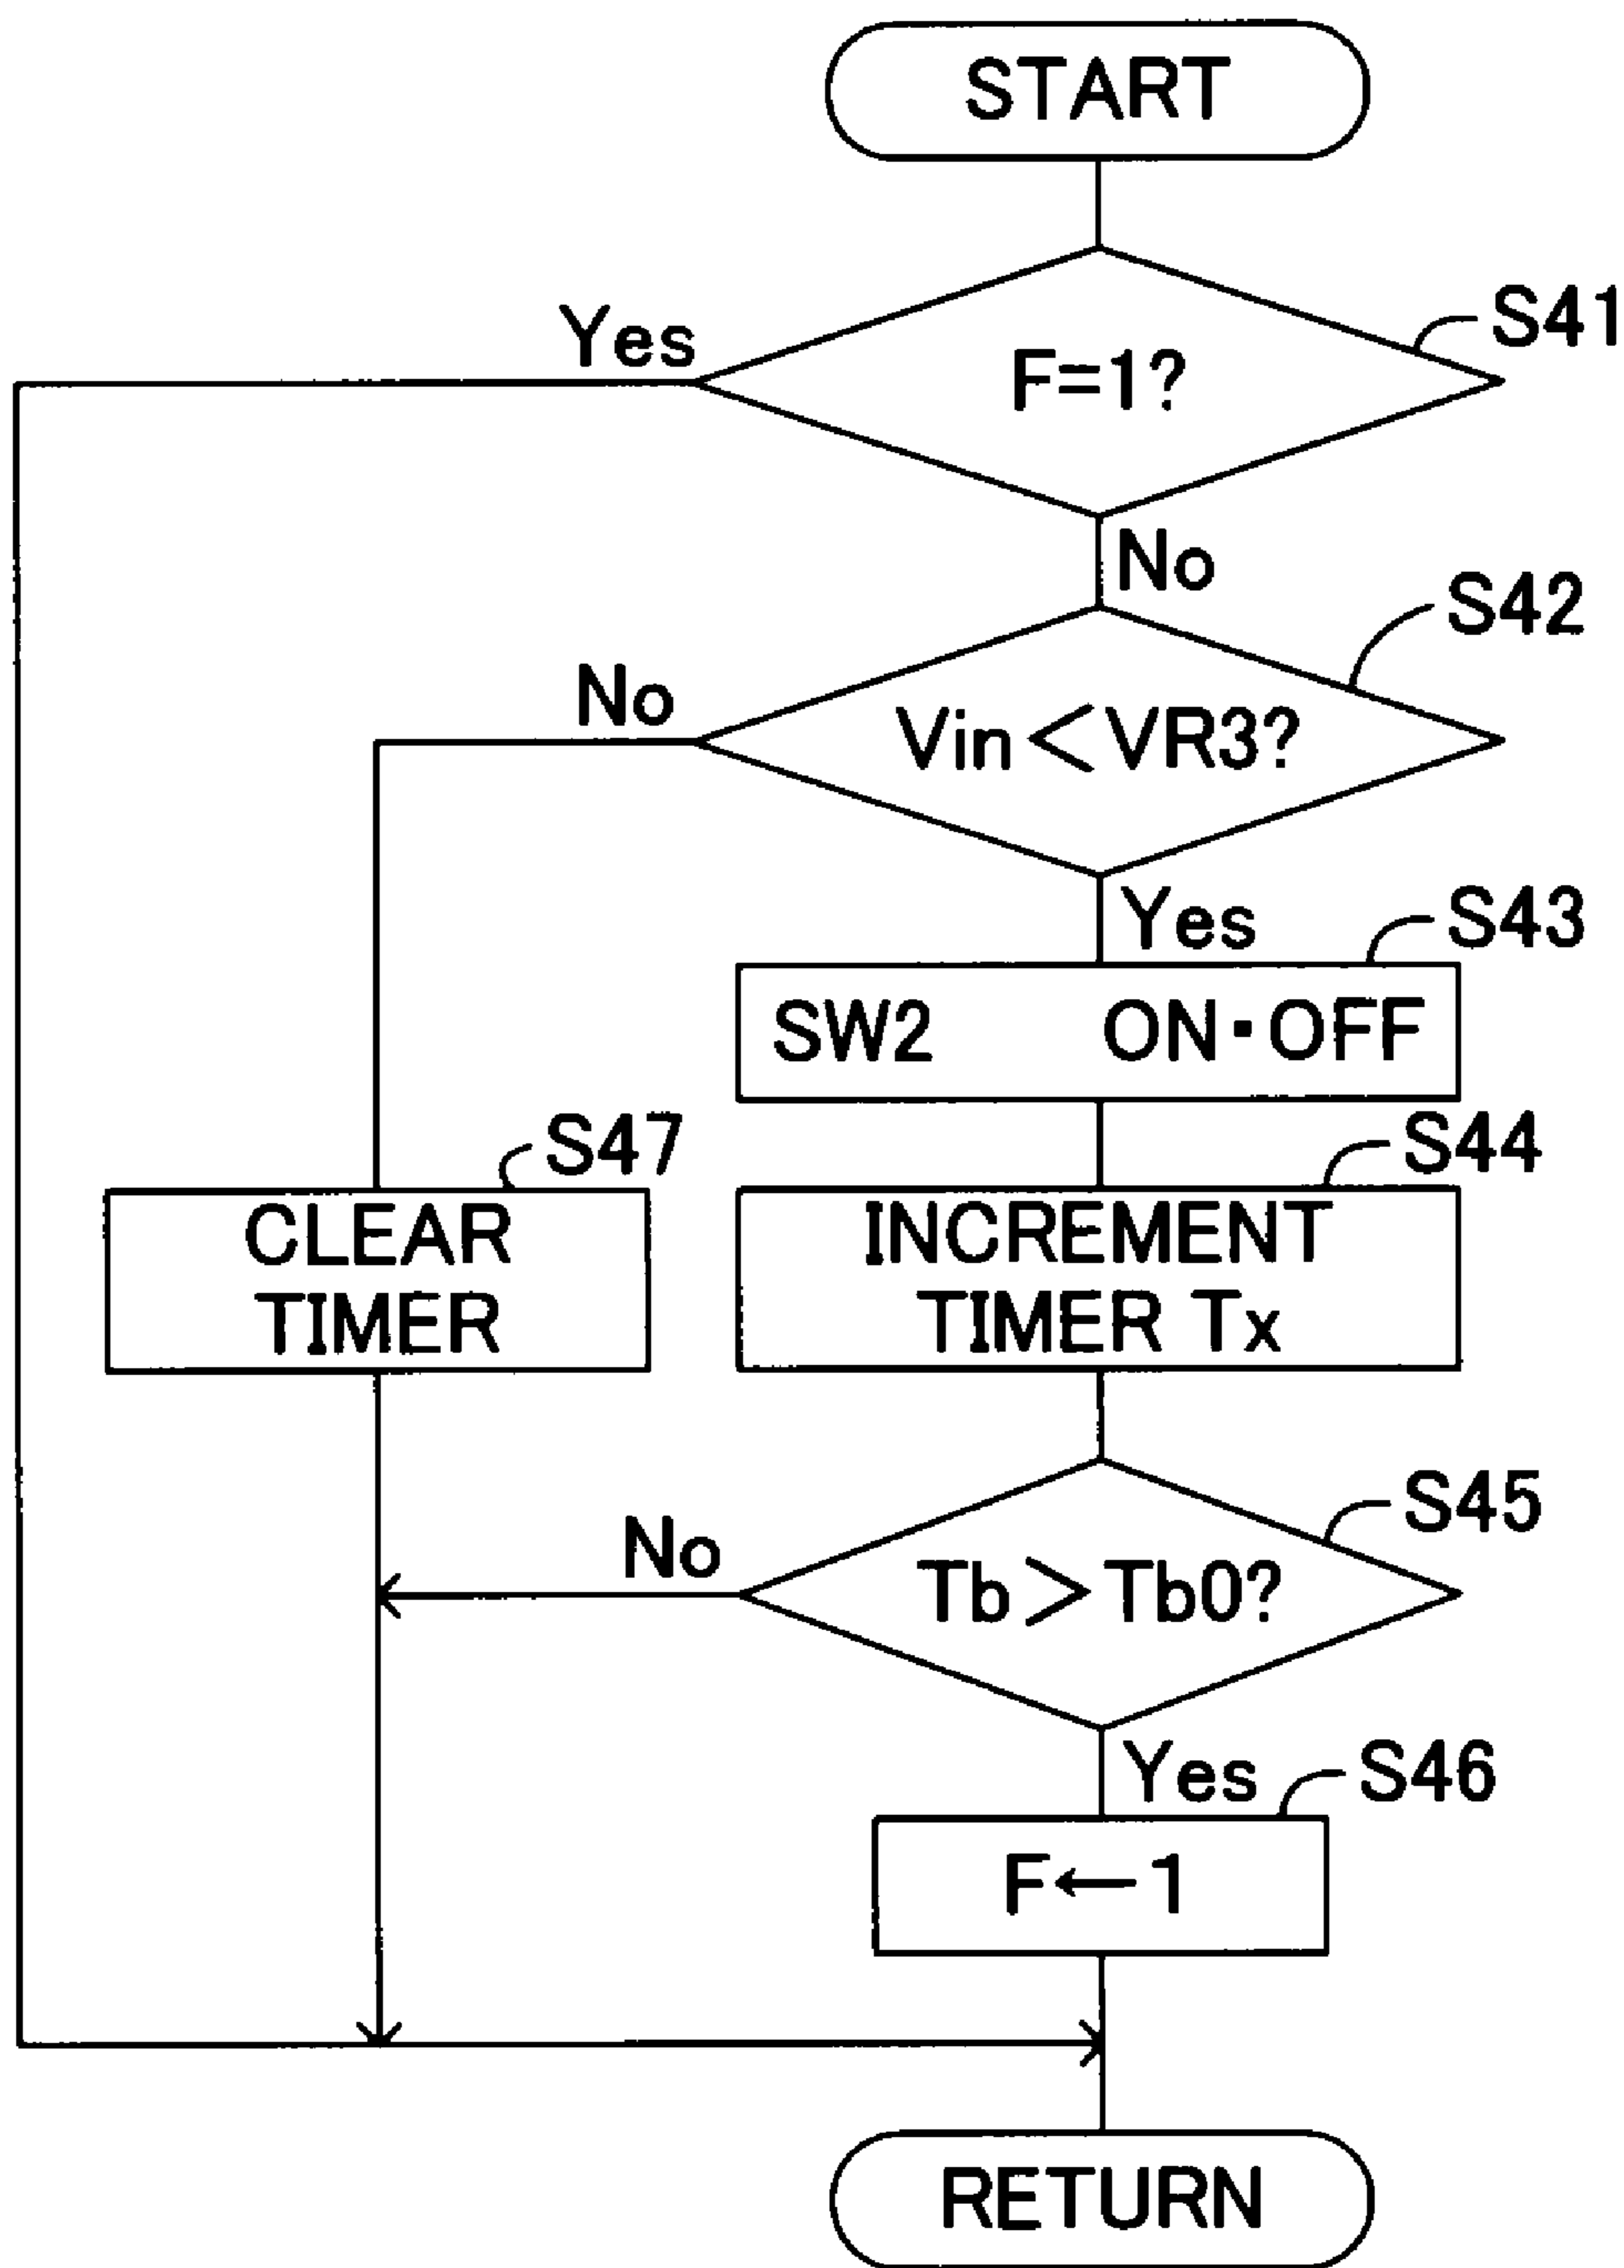 START
S41
Yes
F=1?
No
S42
No
Vin<VR3?
Yes
S43
SW2 ON·OFF
S47
S44
CLEAR
TIMER
INCREMENT
TIMER Tx
S45
No
Tb>Tb0?
Yes
S46
F←1
RETURN